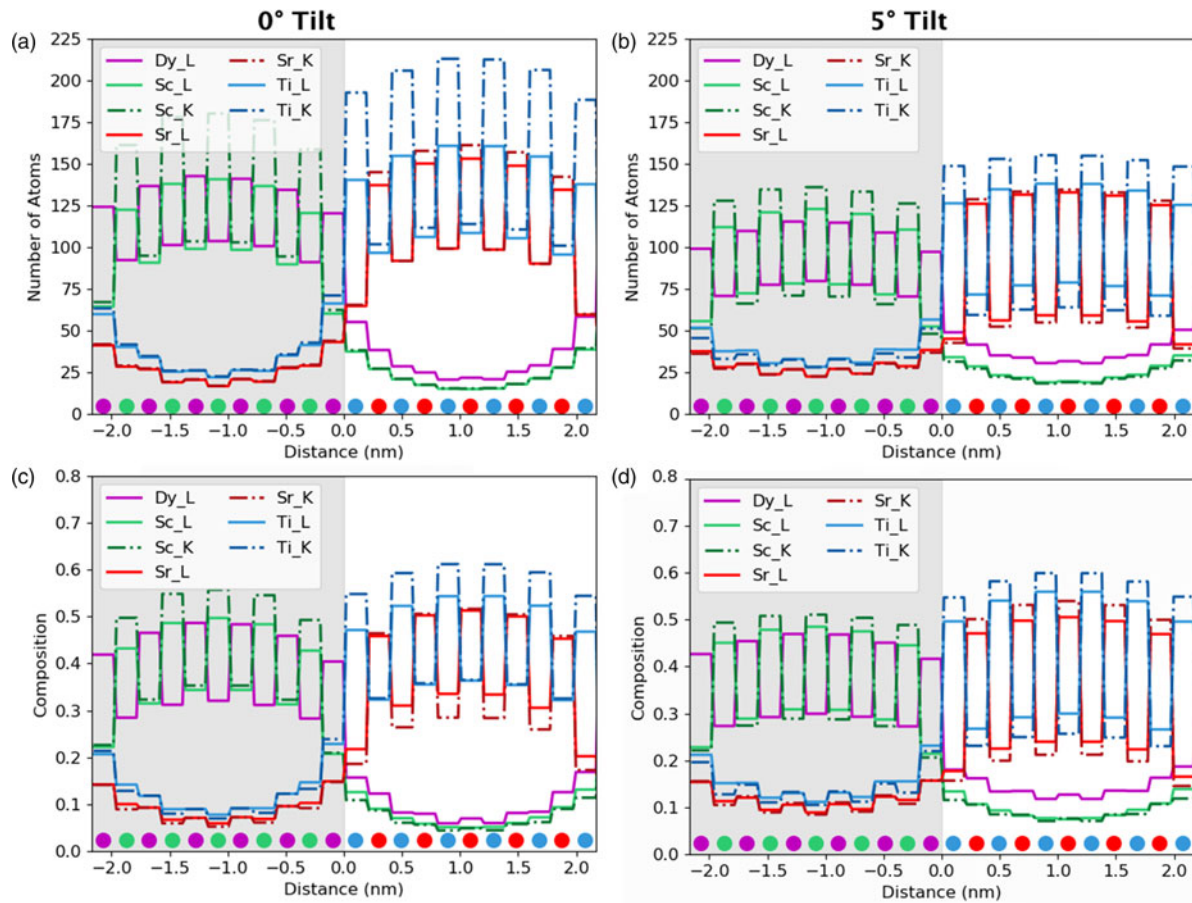 0° Tilt
5° Tilt
(a)
Number of Atoms
225
200
175
150
125
100
75
50
25
0
Dy_L
Sc_L
Sc_K
Sr_L
Sr_K
Ti_L
Ti_K
−2.0 −1.5 −1.0 −0.5 0.0 0.5 1.0 1.5 2.0
Distance (nm)
(b)
Number of Atoms
225
200
175
150
125
100
75
50
25
0
Dy_L
Sc_L
Sc_K
Sr_L
Sr_K
Ti_L
Ti_K
−2.0 −1.5 −1.0 −0.5 0.0 0.5 1.0 1.5 2.0
Distance (nm)
(c)
Composition
0.8
0.7
0.6
0.5
0.4
0.3
0.2
0.1
0.0
Dy_L
Sc_L
Sc_K
Sr_L
Sr_K
Ti_L
Ti_K
−2.0 −1.5 −1.0 −0.5 0.0 0.5 1.0 1.5 2.0
Distance (nm)
(d)
Composition
0.8
0.7
0.6
0.5
0.4
0.3
0.2
0.1
0.0
Dy_L
Sc_L
Sc_K
Sr_L
Sr_K
Ti_L
Ti_K
−2.0 −1.5 −1.0 −0.5 0.0 0.5 1.0 1.5 2.0
Distance (nm)